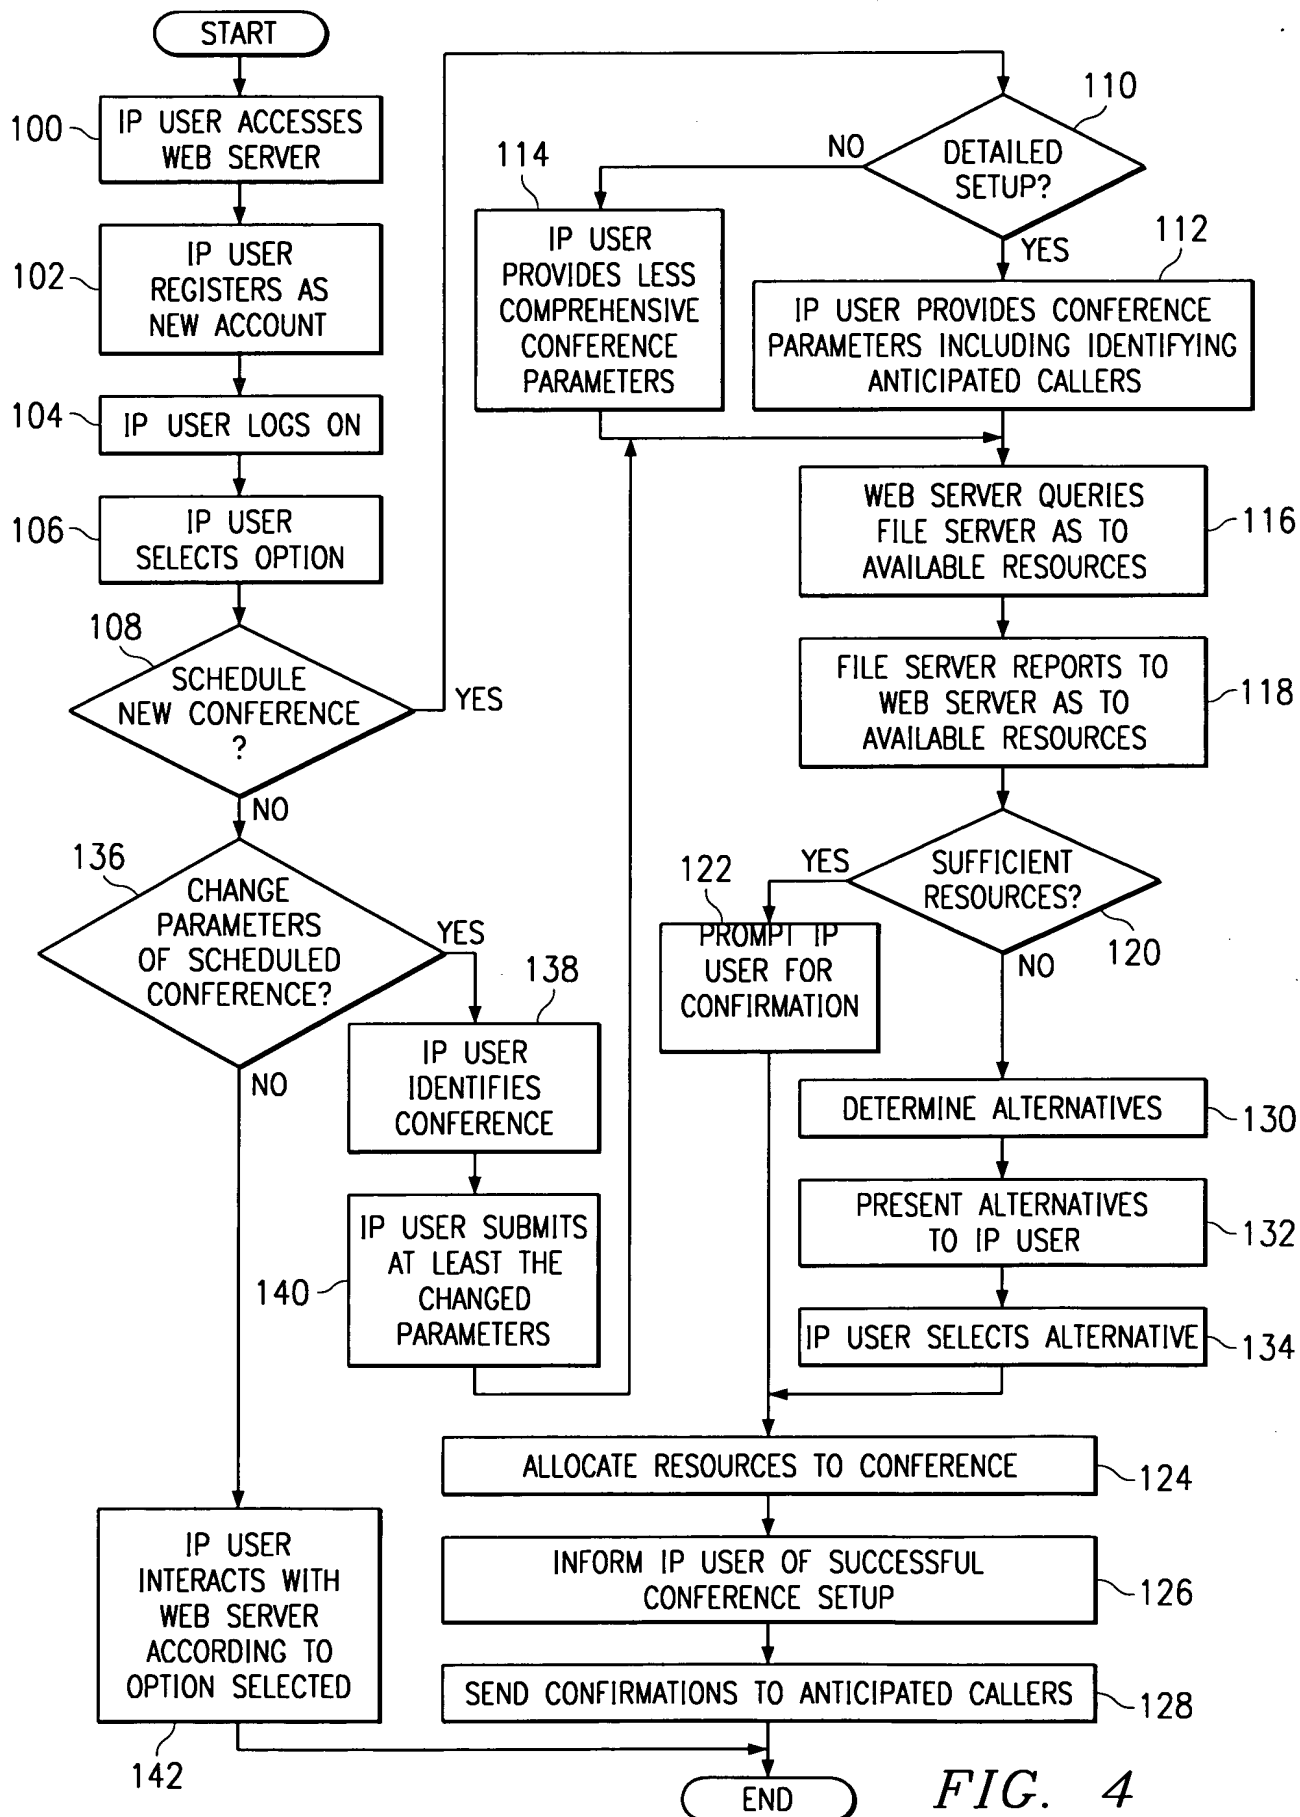 START
100
IP USER ACCESSES
WEB SERVER
102
IP USER
REGISTERS AS
NEW ACCOUNT
104
IP USER LOGS ON
106
IP USER
SELECTS OPTION
108
SCHEDULE
NEW CONFERENCE
?
YES
NO
110
DETAILED
SETUP?
NO
YES
114
IP USER
PROVIDES LESS
COMPREHENSIVE
CONFERENCE
PARAMETERS
112
IP USER PROVIDES CONFERENCE
PARAMETERS INCLUDING IDENTIFYING
ANTICIPATED CALLERS
WEB SERVER QUERIES
FILE SERVER AS TO
AVAILABLE RESOURCES
116
FILE SERVER REPORTS TO
WEB SERVER AS TO
AVAILABLE RESOURCES
118
SUFFICIENT
RESOURCES?
120
YES
NO
122
PROMPT IP
USER FOR
CONFIRMATION
DETERMINE ALTERNATIVES
130
PRESENT ALTERNATIVES
TO IP USER
132
IP USER SELECTS ALTERNATIVE
134
136
CHANGE
PARAMETERS
OF SCHEDULED
CONFERENCE?
YES
NO
138
IP USER
IDENTIFIES
CONFERENCE
140
IP USER SUBMITS
AT LEAST THE
CHANGED
PARAMETERS
ALLOCATE RESOURCES TO CONFERENCE
124
INFORM IP USER OF SUCCESSFUL
CONFERENCE SETUP
126
SEND CONFIRMATIONS TO ANTICIPATED CALLERS
128
IP USER
INTERACTS WITH
WEB SERVER
ACCORDING TO
OPTION SELECTED
142
END
FIG. 4